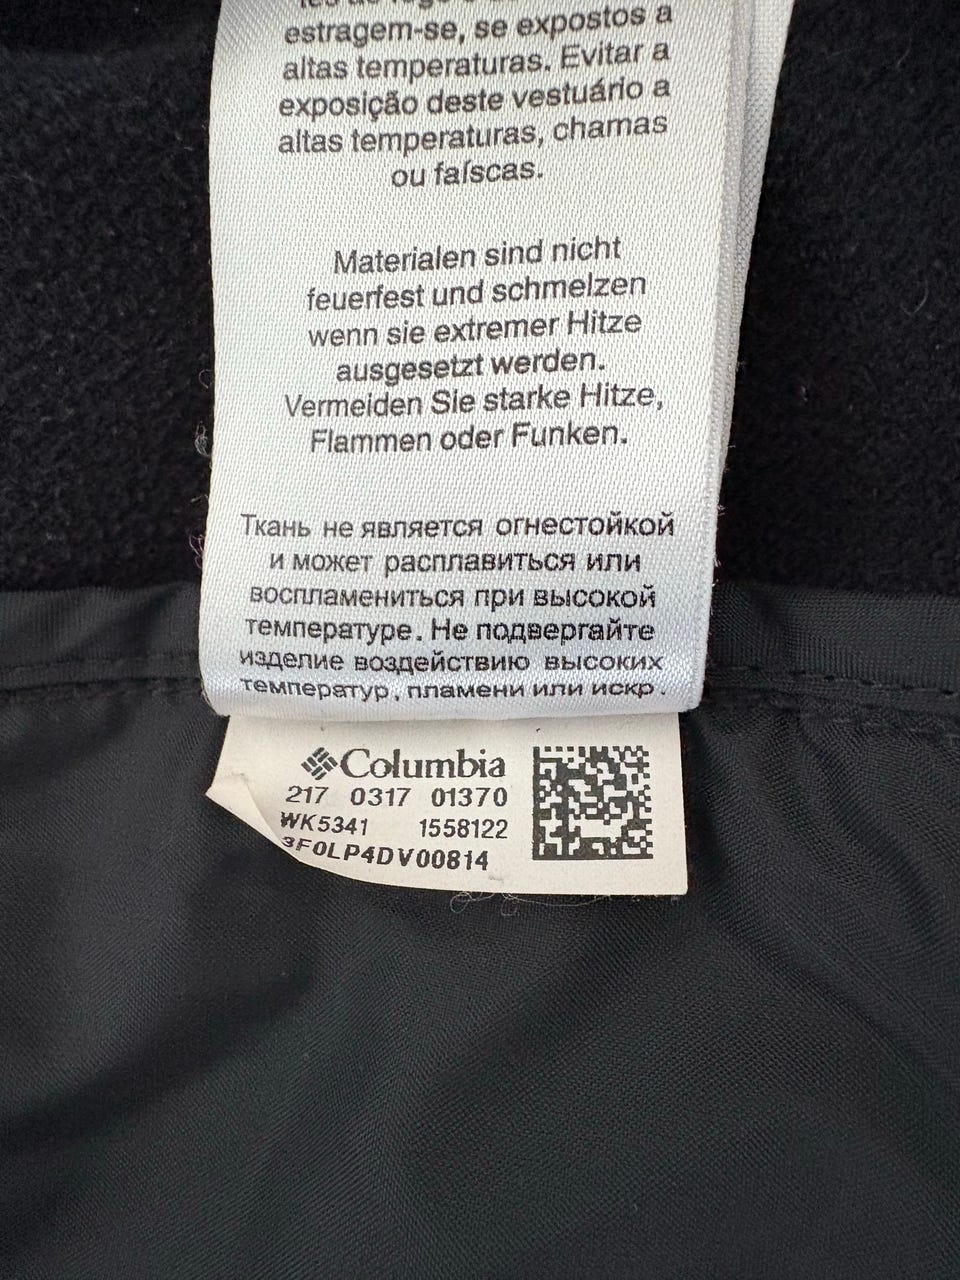 estragem-se, se expostos a
altas temperaturas. Evitar a
exposição deste vestuário a
altas temperaturas, chamas
ou faíscas.
Materialen sind nicht
feuerfest und schmelzen
wenn sie extremer Hitze
ausgesetzt werden.
Vermeiden Sie starke Hitze,
Flammen oder Funken.
Ткань не является огнестойкой
и может расплавиться или
воспламениться при высокой
температуре. Не подвергайте
изделие воздействию высоких
температур, пламени или искр.
Columbia
217 0317 01370
WK5341 1558122
3F0LP4DV00814